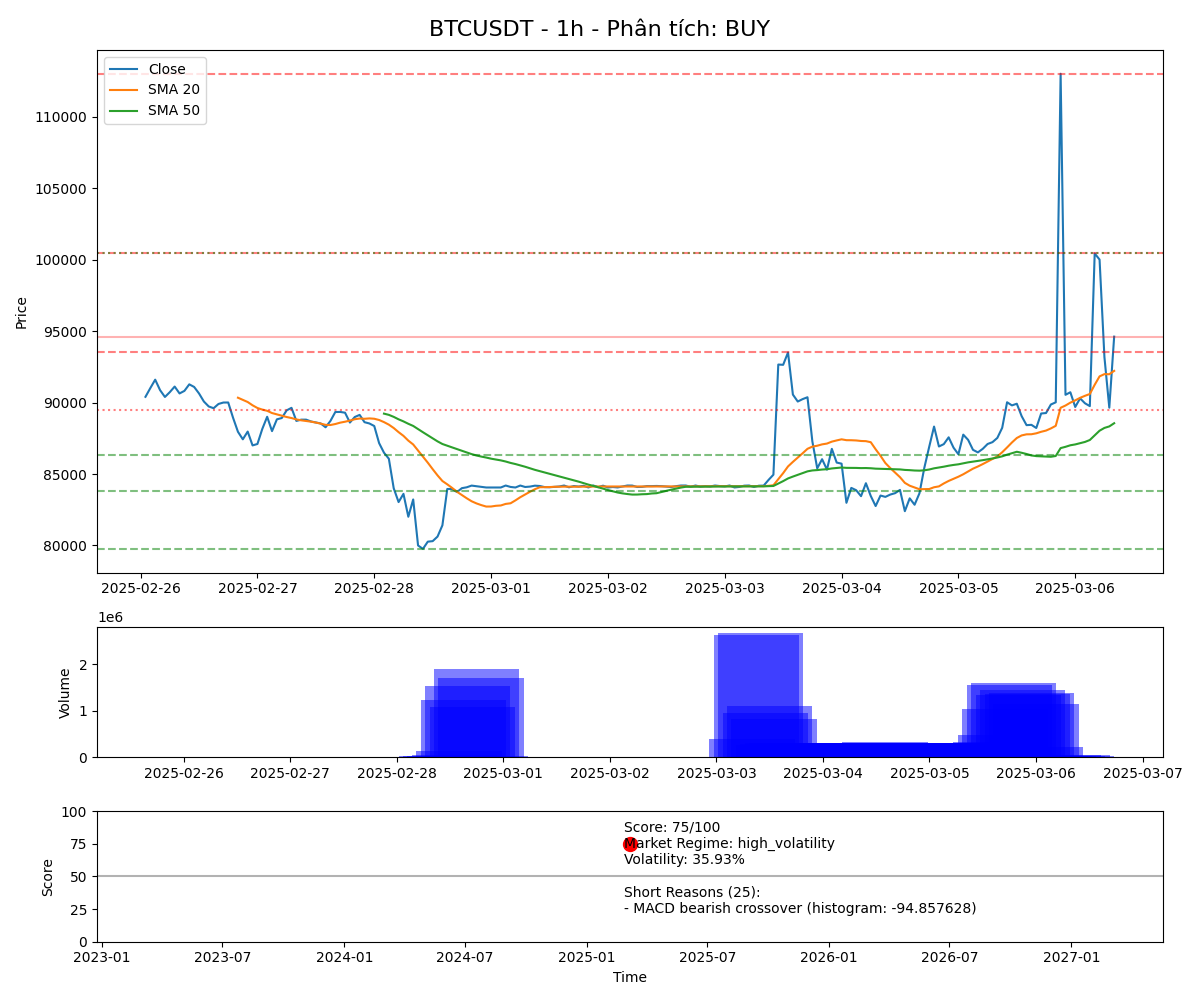 BTCUSDT - 1h - Phân tích: BUY
Close
SMA 20
SMA 50
110000
105000
100000
95000
90000
85000
80000
Price
2025-02-26 2025-02-27 2025-02-28 2025-03-01 2025-03-02 2025-03-03 2025-03-04 2025-03-05 2025-03-06
1e6
2
1
0
Volume
2025-02-26 2025-02-27 2025-02-28 2025-03-01 2025-03-02 2025-03-03 2025-03-04 2025-03-05 2025-03-06 2025-03-07
100
75
50
25
0
Score
Score: 75/100
Market Regime: high_volatility
Volatility: 35.93%
Short Reasons (25):
- MACD bearish crossover (histogram: -94.857628)
2023-01 2023-07 2024-01 2024-07 2025-01 2025-07 2026-01 2026-07 2027-01
Time